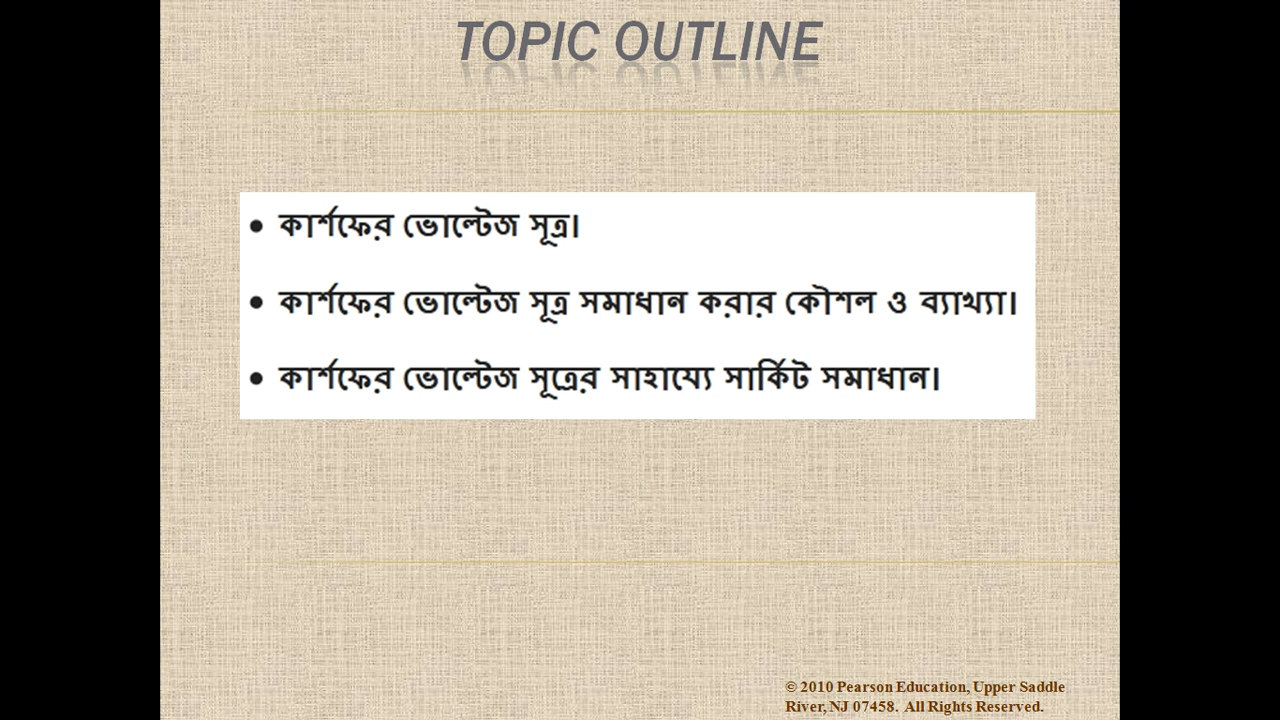 TOPIC OUTLINE
• কার্শফের ভোল্টেজ সূত্র।
• কার্শফের ভোল্টেজ সূত্র সমাধান করার কৌশল ও ব্যাখ্যা।
• কার্শফের ভোল্টেজ সূত্রের সাহায্যে সার্কিট সমাধান।
© 2010 Pearson Education, Upper Saddle
River, NJ 07458. All Rights Reserved.